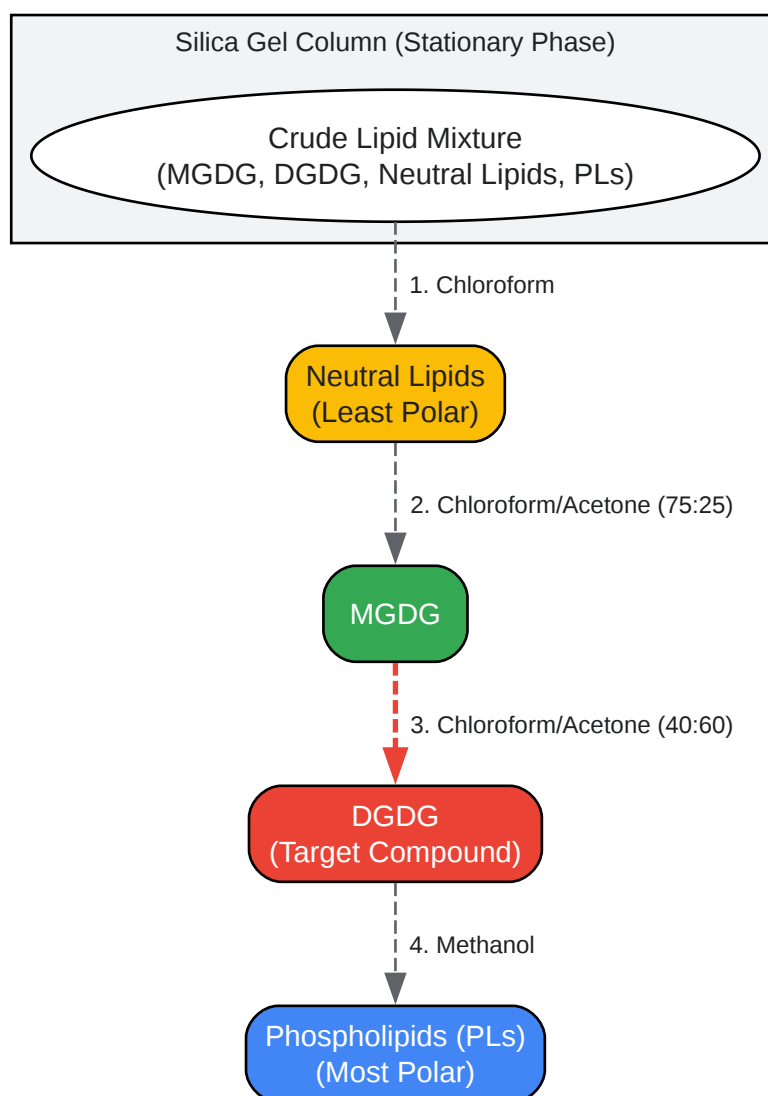 Silica Gel Column (Stationary Phase)
Crude Lipid Mixture
(MGDG, DGDG, Neutral Lipids, PLs)
1. Chloroform
Neutral Lipids
(Least Polar)
2. Chloroform/Acetone (75:25)
MGDG
3. Chloroform/Acetone (40:60)
DGDG
(Target Compound)
4. Methanol
Phospholipids (PLs)
(Most Polar)